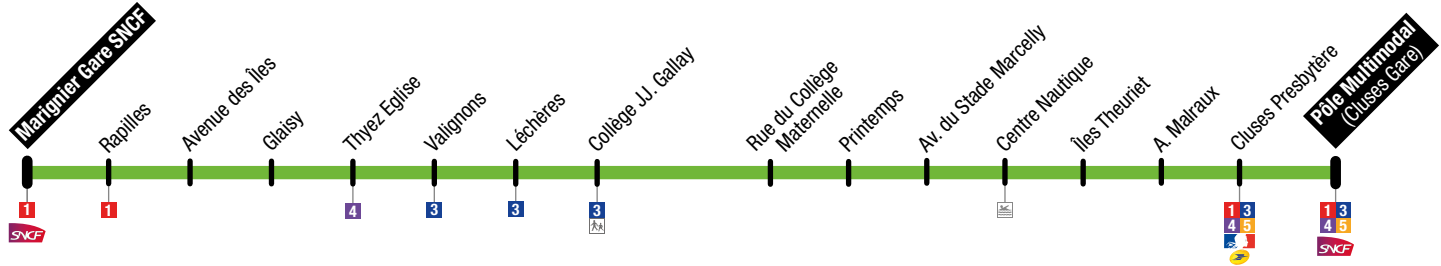 Marignier Gare SNCF
Rapilles
Avenue des Îles
Glaisy
Thyez Eglise
Valignons
Léchères
Collège JJ. Gallay
Rue du Collège
Maternelle
Printemps
Av. du Stade Marcelly
Centre Nautique
Îles Theuriet
A. Malraux
Cluses Presbytère
Pôle Multimodal
(Cluses Gare)
1
SNCF
1
4
3
3
3
1 3
4 5
1 3
4 5
SNCF